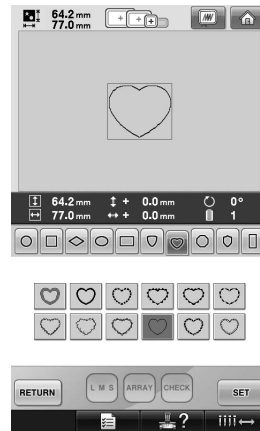 64.2 mm
77.0 mm
64.2 mm + 0.0 mm 0°
77.0 mm + 0.0 mm 1
RETURN L M S ARRAY CHECK SET
?